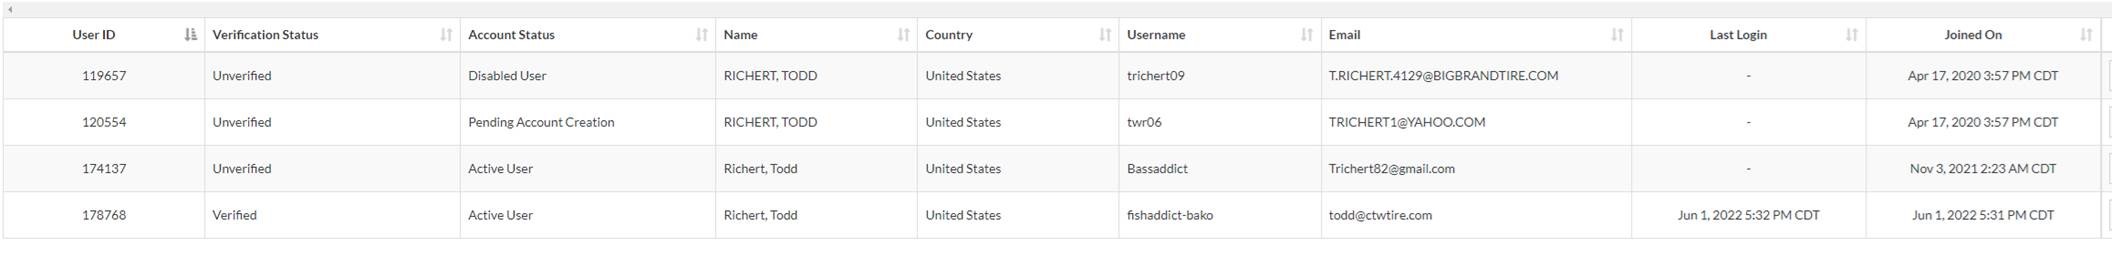 User ID Verification Status Account Status Name Country Username Email Last Login Joined On
119657 Unverified Disabled User RICHERT, TODD United States trichert09 T.RICHERT.4129@BIGBRANDTIRE.COM - Apr 17, 2020 3:57 PM CDT
120554 Unverified Pending Account Creation RICHERT, TODD United States twr06 TRICHERT1@YAHOO.COM - Apr 17, 2020 3:57 PM CDT
174137 Unverified Active User Richert, Todd United States Bassaddict Trichert82@gmail.com - Nov 3, 2021 2:23 AM CDT
178768 Verified Active User Richert, Todd United States fishaddict-bako todd@ctwtire.com Jun 1, 2022 5:32 PM CDT Jun 1, 2022 5:31 PM CDT